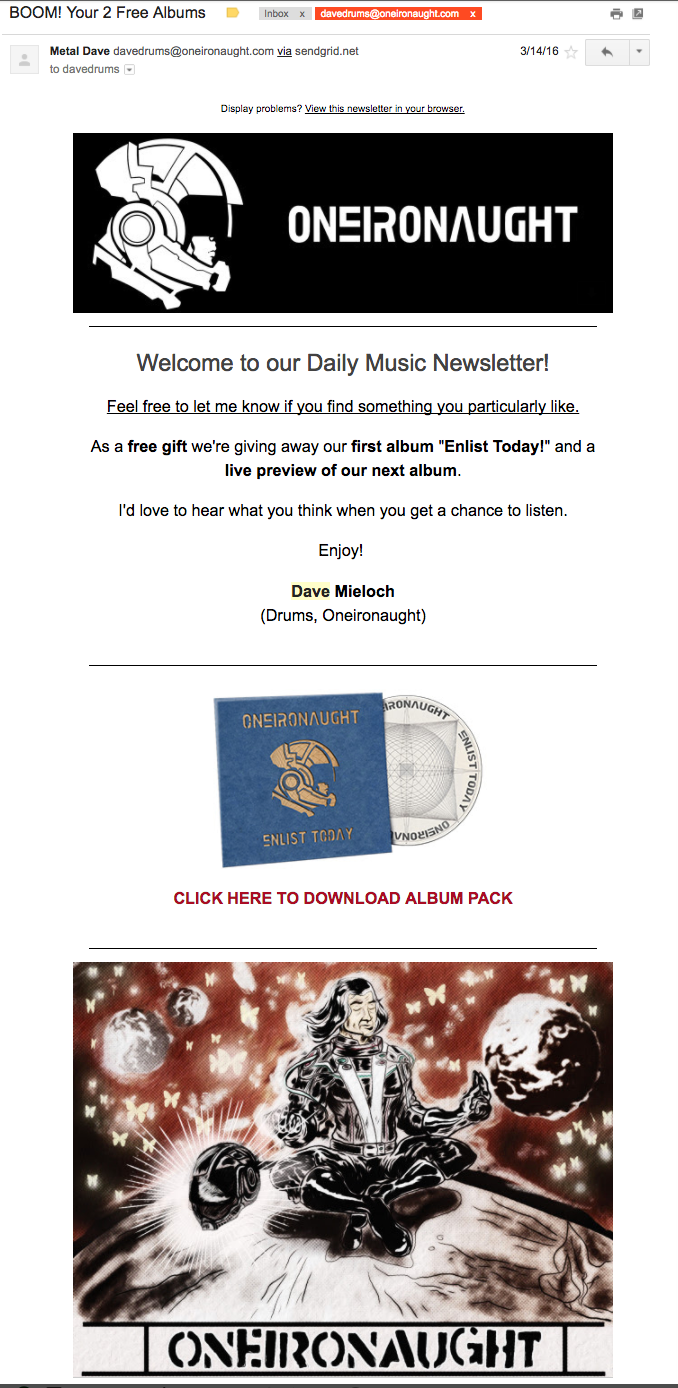 BOOM! Your 2 Free Albums
Inbox x
davedrums@oneironaught.com x
Metal Dave davedrums@oneironaught.com via sendgrid.net
3/14/16
to davedrums
Display problems? View this newsletter in your browser.
ONEIRONAUGHT
Welcome to our Daily Music Newsletter!
Feel free to let me know if you find something you particularly like.
As a free gift we're giving away our first album "Enlist Today!" and a
live preview of our next album.
I'd love to hear what you think when you get a chance to listen.
Enjoy!
Dave Mieloch
(Drums, Oneironaught)
ONEIRONAUGHT
ENLIST TODAY
IRONAUGHT
ENLIST TODAY
ONEIRONA
CLICK HERE TO DOWNLOAD ALBUM PACK
ONEIRONAUGHT